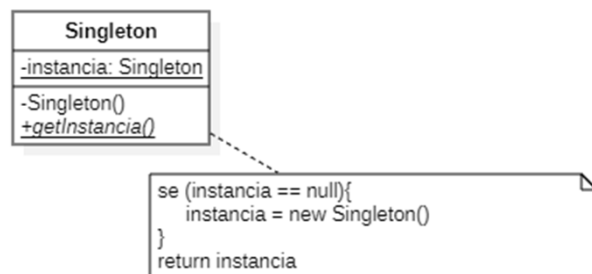 Singleton
-instancia: Singleton
-Singleton()
+getInstancia()
se (instancia == null){
instancia = new Singleton()
}
return instancia